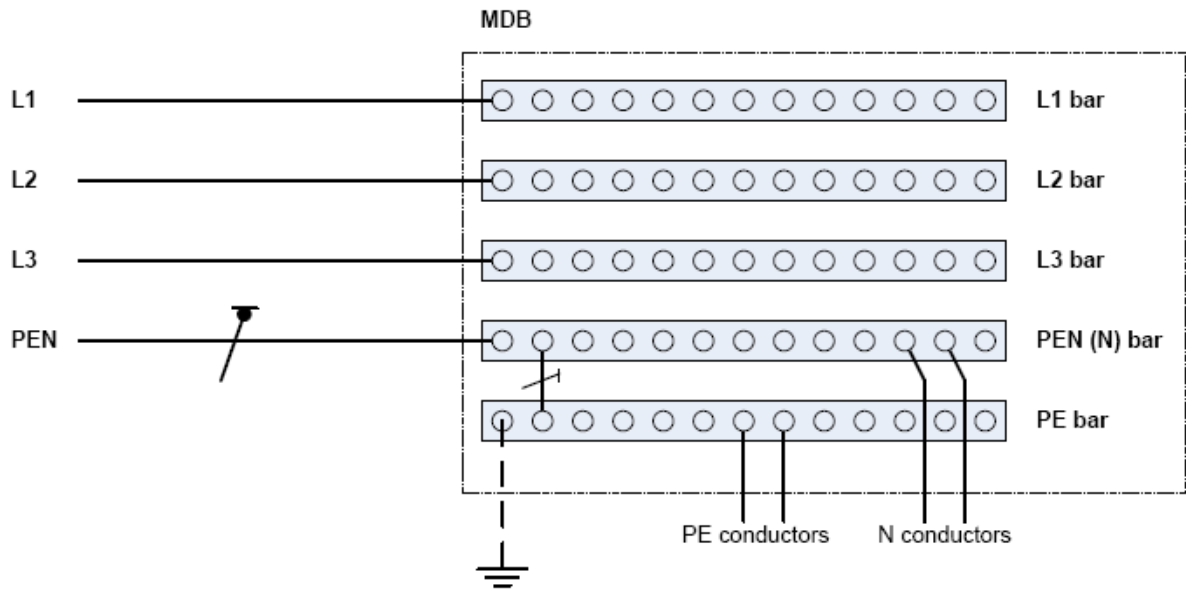 MDB
L1
L1 bar
L2
L2 bar
L3
L3 bar
PEN
PEN (N) bar
PE bar
PE conductors
N conductors